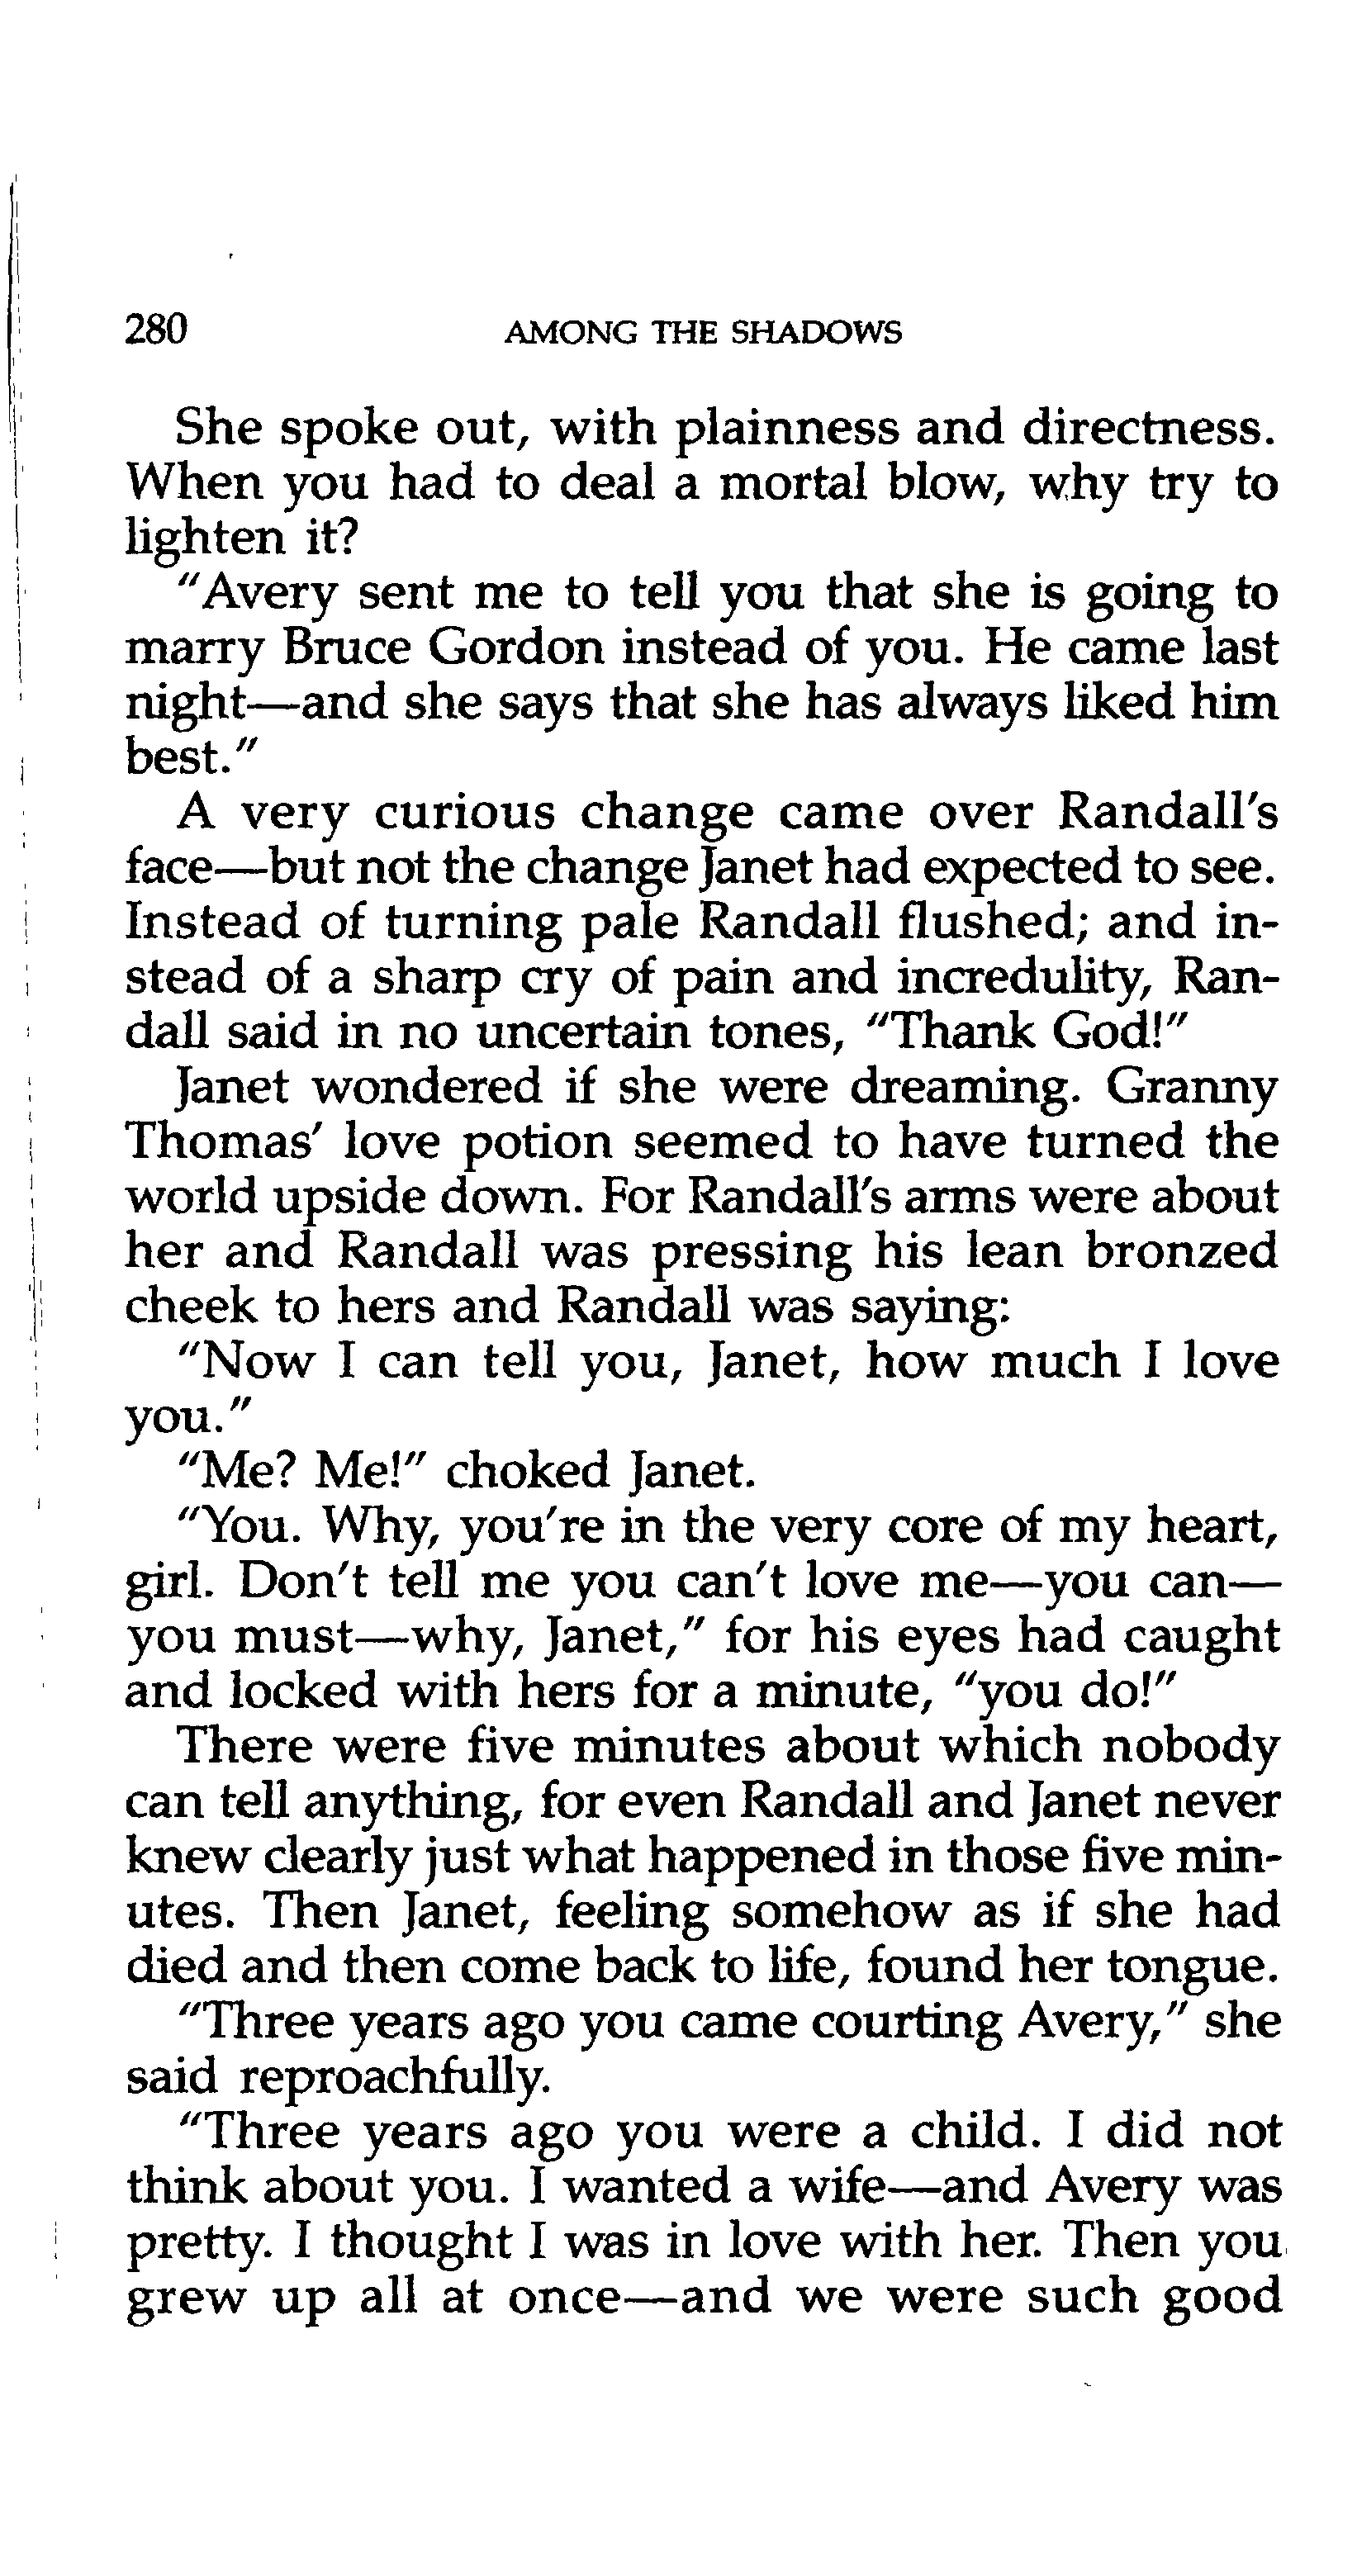 280 AMONG THE SHADOWS
She spoke out, with plainness and directness.
When you had to deal a mortal blow, why try to
lighten it?
"Avery sent me to tell you that she is going to
marry Bruce Gordon instead of you. He came last
night—and she says that she has always liked him
best."
A very curious change came over Randall's
face—but not the change Janet had expected to see.
Instead of turning pale Randall flushed; and in-
stead of a sharp cry of pain and incredulity, Ran-
dall said in no uncertain tones, "Thank God!"
Janet wondered if she were dreaming. Granny
Thomas' love potion seemed to have turned the
world upside down. For Randall's arms were about
her and Randall was pressing his lean bronzed
cheek to hers and Randall was saying:
"Now I can tell you, Janet, how much I love
you."
"Me? Me!" choked Janet.
"You. Why, you're in the very core of my heart,
girl. Don't tell me you can't love me—you can—
you must—why, Janet," for his eyes had caught
and locked with hers for a minute, "you do!"
There were five minutes about which nobody
can tell anything, for even Randall and Janet never
knew clearly just what happened in those five min-
utes. Then Janet, feeling somehow as if she had
died and then come back to life, found her tongue.
"Three years ago you came courting Avery," she
said reproachfully.
"Three years ago you were a child. I did not
think about you. I wanted a wife—and Avery was
pretty. I thought I was in love with her. Then you
grew up all at once—and we were such good